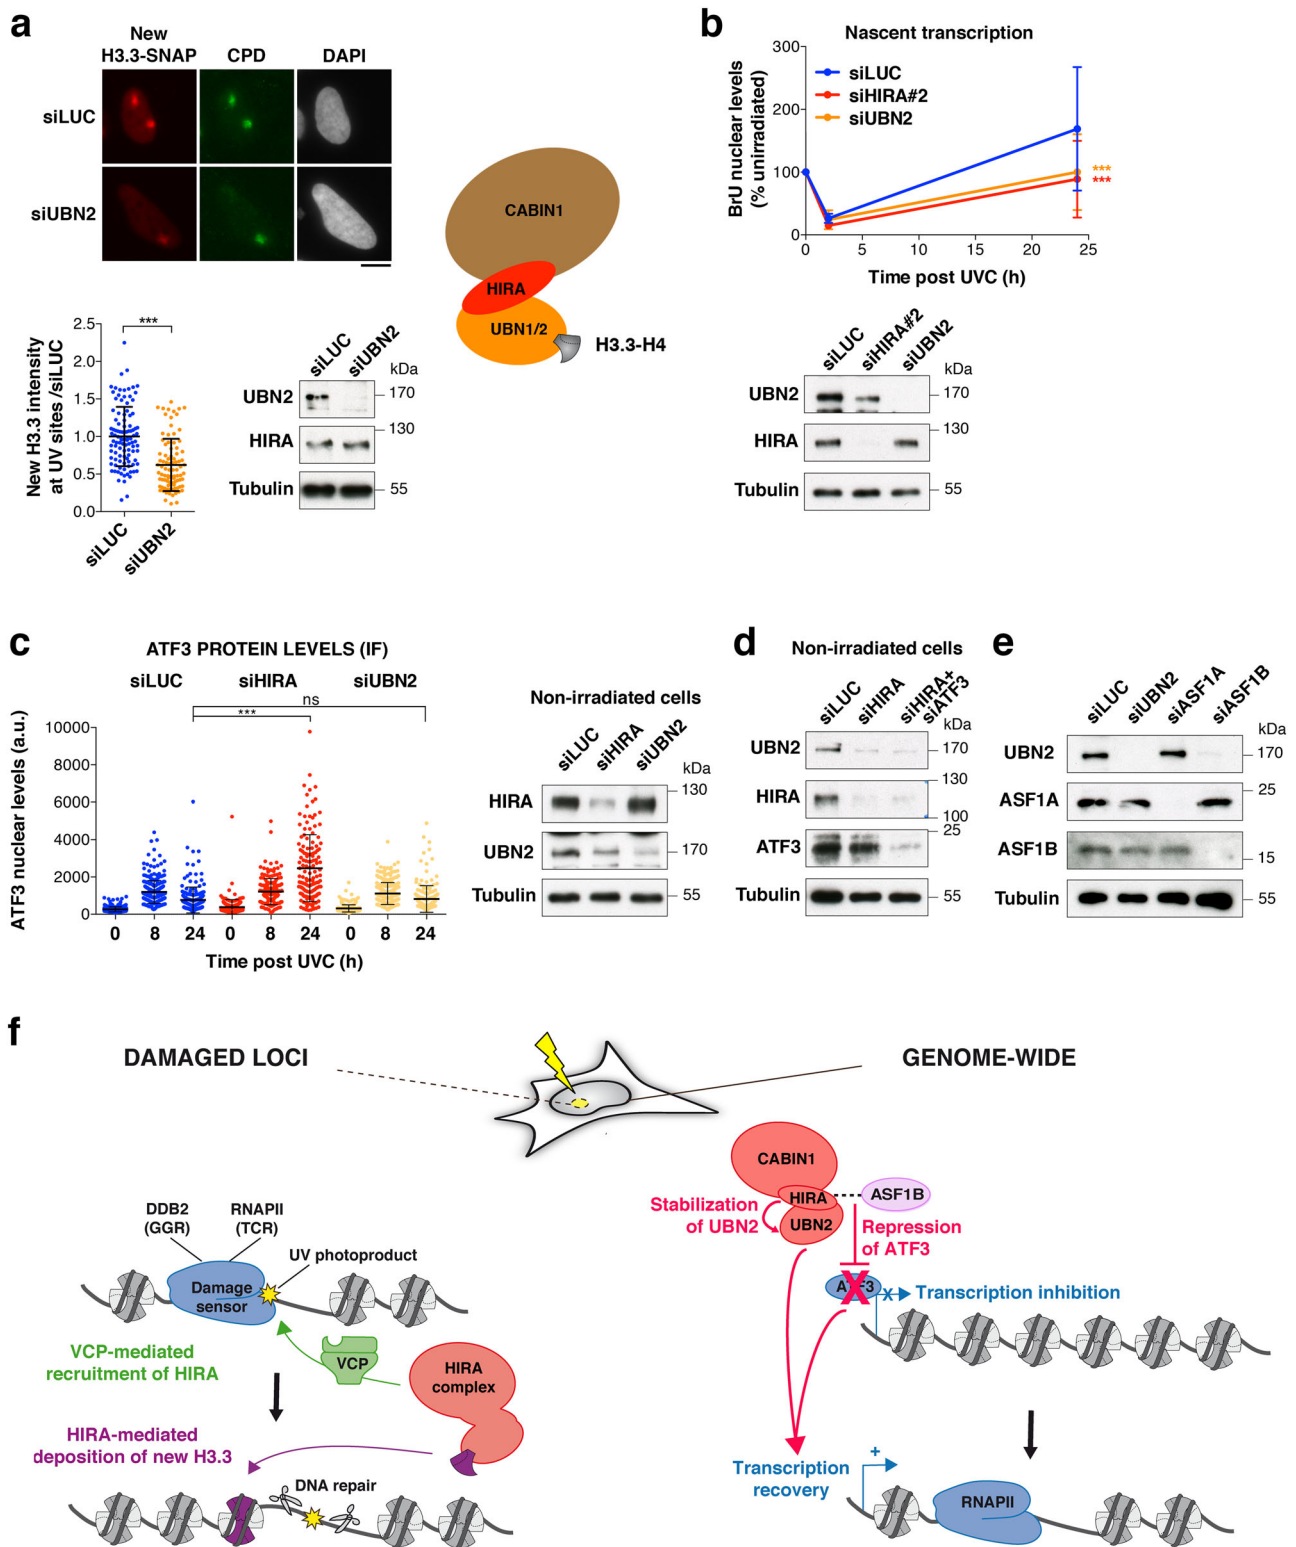 a
New
H3.3-SNAP
CPD
DAPI
siLUC
siUBN2
CABIN1
HIRA
UBN1/2
H3.3-H4
New H3.3 intensity
at UV sites /siLUC
2.5
2.0
1.5
1.0
0.5
0.0
***
siLUC
siUBN2
siLUC
siUBN2
kDa
UBN2
170
130
HIRA
Tubulin
55
b
Nascent transcription
BrU nuclear levels
(% unirradiated)
300
200
100
0
siLUC
siHIRA#2
siUBN2
***
***
0
5
10
15
20
25
Time post UVC (h)
siLUC
siHIRA#2
siUBN2
kDa
UBN2
170
130
HIRA
Tubulin
55
c
ATF3 PROTEIN LEVELS (IF)
siLUC
siHIRA
siUBN2
ns
***
ATF3 nuclear levels (a.u.)
10000
8000
6000
4000
2000
0
0
8
24
0
8
24
0
8
24
Time post UVC (h)
Non-irradiated cells
siLUC
siHIRA
siUBN2
kDa
130
HIRA
UBN2
170
Tubulin
55
d
Non-irradiated cells
siLUC
siHIRA
siHIRA+
siATF3
kDa
UBN2
170
130
HIRA
100
25
ATF3
Tubulin
55
e
siLUC
siUBN2
siASF1A
siASF1B
kDa
UBN2
170
25
ASF1A
ASF1B
15
Tubulin
55
f
DAMAGED LOCI
GENOME-WIDE
DDB2
(GGR)
RNAPII
(TCR)
UV photoproduct
Damage
sensor
VCP-mediated
recruitment of HIRA
VCP
HIRA
complex
HIRA-mediated
deposition of new H3.3
DNA repair
CABIN1
HIRA
ASF1B
UBN2
Stabilization
of UBN2
Repression
of ATF3
ATF3
X
x
Transcription inhibition
Transcription
recovery
+
RNAPII